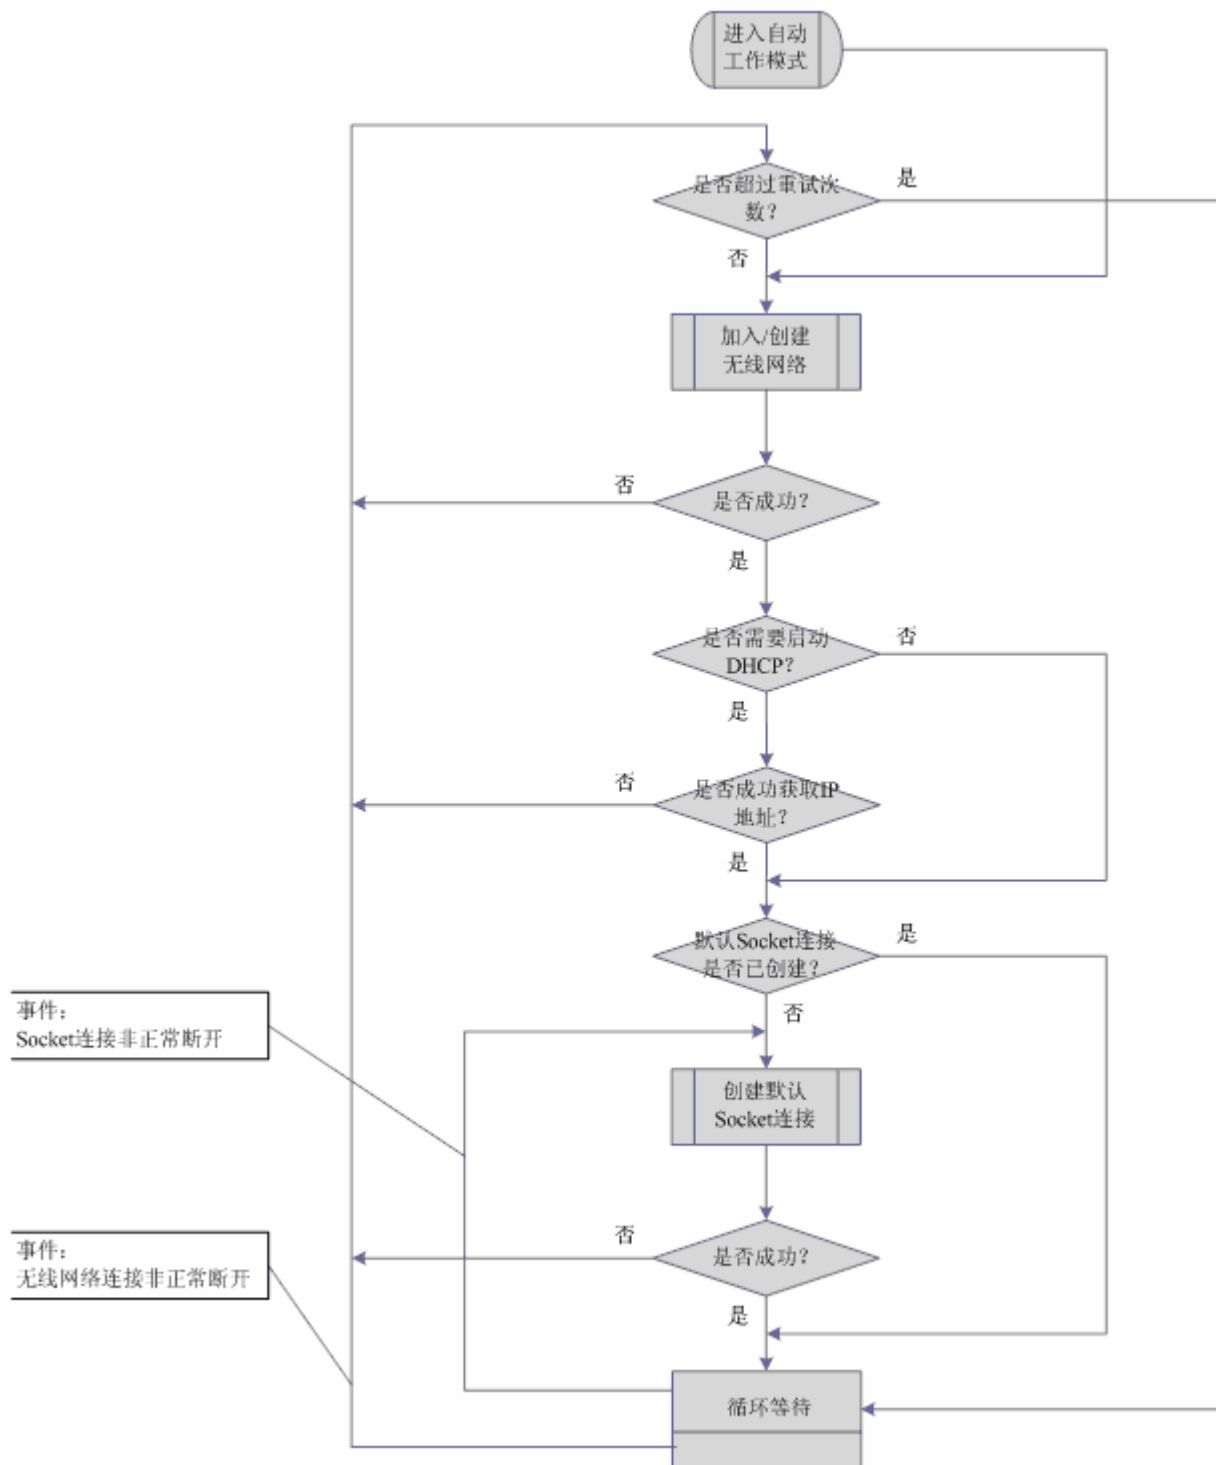 进入自动
工作模式
是否超过重试次
数？
是
否
加入/创建
无线网络
否
是否成功？
是
是否需要启动
DHCP？
否
是
否
是否成功获取IP
地址？
是
默认Socket连接
是否已创建？
是
事件：
Socket连接非正常断开
否
创建默认
Socket连接
否
是否成功？
事件：
无线网络连接非正常断开
是
循环等待